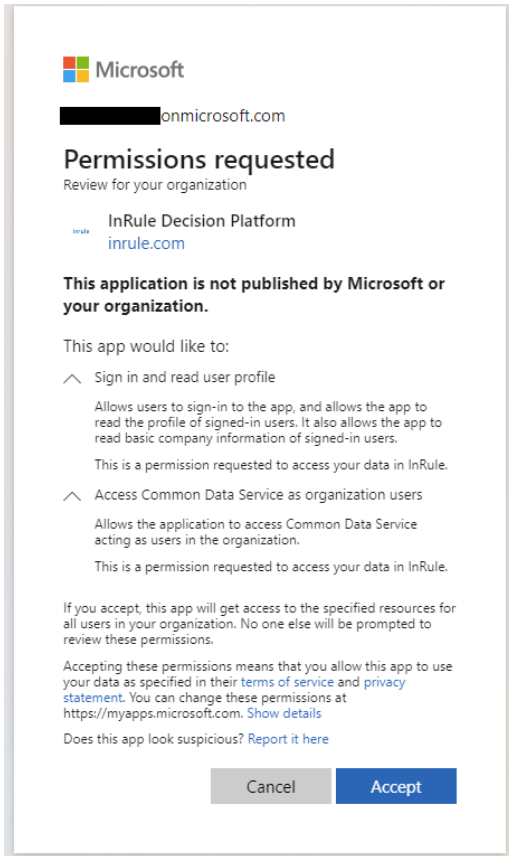 Microsoft
onmicrosoft.com
Permissions requested
Review for your organization
inrule
InRule Decision Platform
inrule.com
This application is not published by Microsoft or
your organization.
This app would like to:
Sign in and read user profile
Allows users to sign-in to the app, and allows the app to
read the profile of signed-in users. It also allows the app to
read basic company information of signed-in users.
This is a permission requested to access your data in InRule.
Access Common Data Service as organization users
Allows the application to access Common Data Service
acting as users in the organization.
This is a permission requested to access your data in InRule.
If you accept, this app will get access to the specified resources for
all users in your organization. No one else will be prompted to
review these permissions.
Accepting these permissions means that you allow this app to use
your data as specified in their terms of service and privacy
statement. You can change these permissions at
https://myapps.microsoft.com. Show details
Does this app look suspicious? Report it here
Cancel
Accept